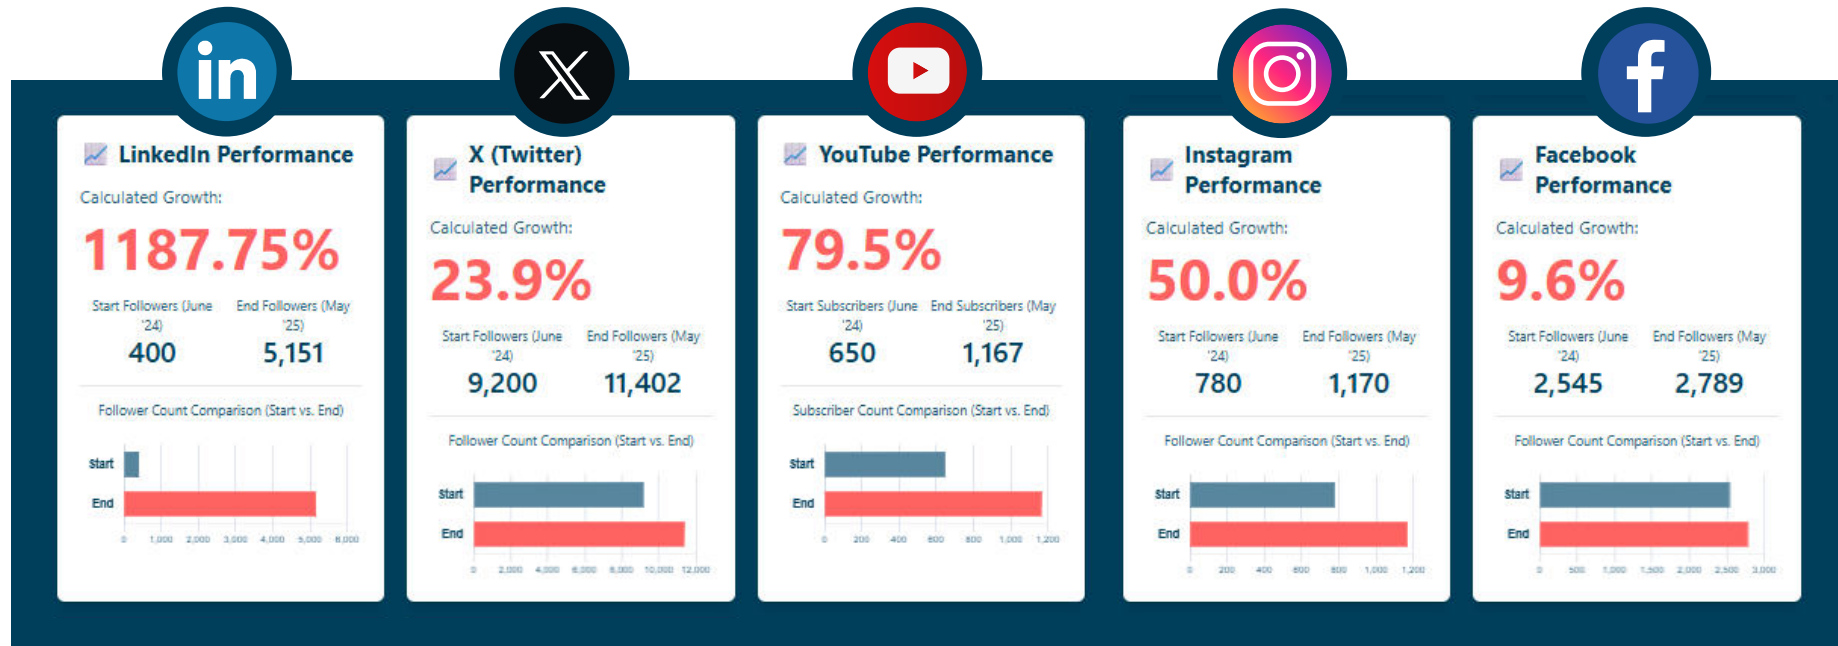 in
X
LinkedIn Performance
Calculated Growth:
1187.75%
Start Followers (June
'24)
400
End Followers (May
'25)
5,151
Follower Count Comparison (Start vs. End)
Start
End
0 1,000 2,000 3,000 4,000 5,000 6,000
X (Twitter)
Performance
Calculated Growth:
23.9%
Start Followers (June
'24)
9,200
End Followers (May
'25)
11,402
Follower Count Comparison (Start vs. End)
Start
End
0 2,000 4,000 6,000 8,000 10,000 12,000
YouTube Performance
Calculated Growth:
79.5%
Start Subscribers (June
'24)
650
End Subscribers (May
'25)
1,167
Subscriber Count Comparison (Start vs. End)
Start
End
0 200 400 600 800 1,000 1,200
Instagram
Performance
Calculated Growth:
50.0%
Start Followers (June
'24)
780
End Followers (May
'25)
1,170
Follower Count Comparison (Start vs. End)
Start
End
0 200 400 600 800 1,000 1,200
f
Facebook
Performance
Calculated Growth:
9.6%
Start Followers (June
'24)
2,545
End Followers (May
'25)
2,789
Follower Count Comparison (Start vs. End)
Start
End
0 500 1,000 1,500 2,000 2,500 3,000